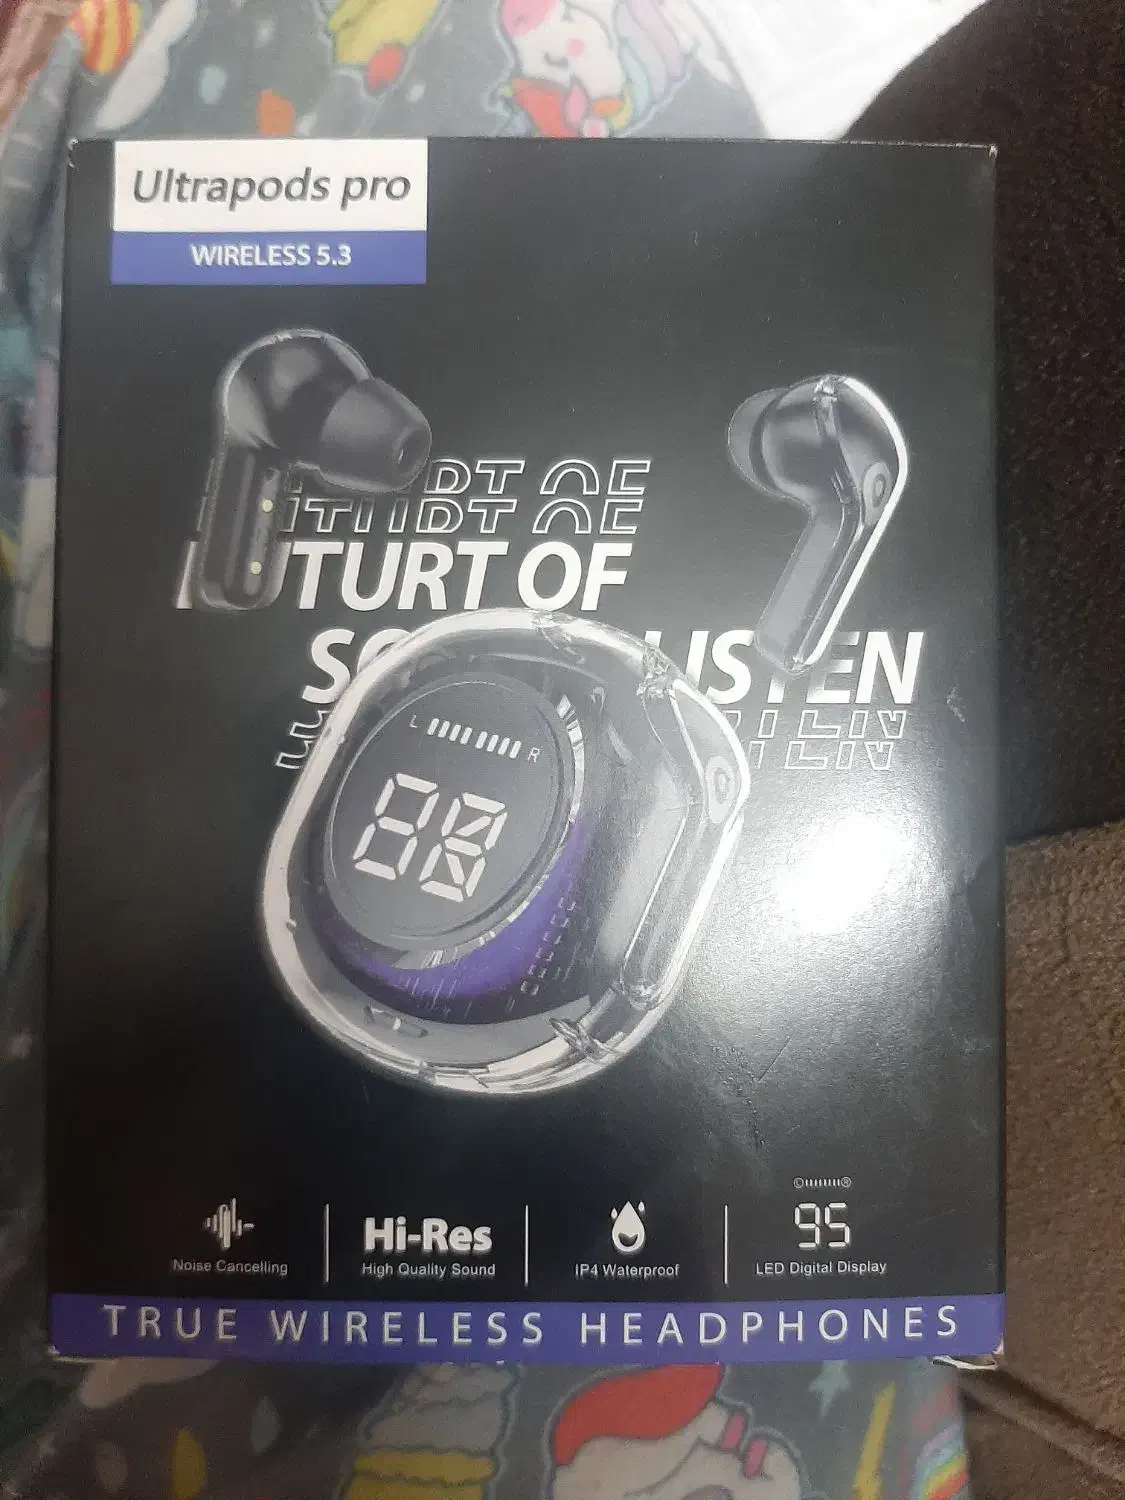 Ultrapods pro
WIRELESS 5.3
TURT OF
LISTEN
L R
88
Noise Cancelling
Hi-Res
High Quality Sound
IP4 Waterproof
95
LED Digital Display
TRUE WIRELESS HEADPHONES